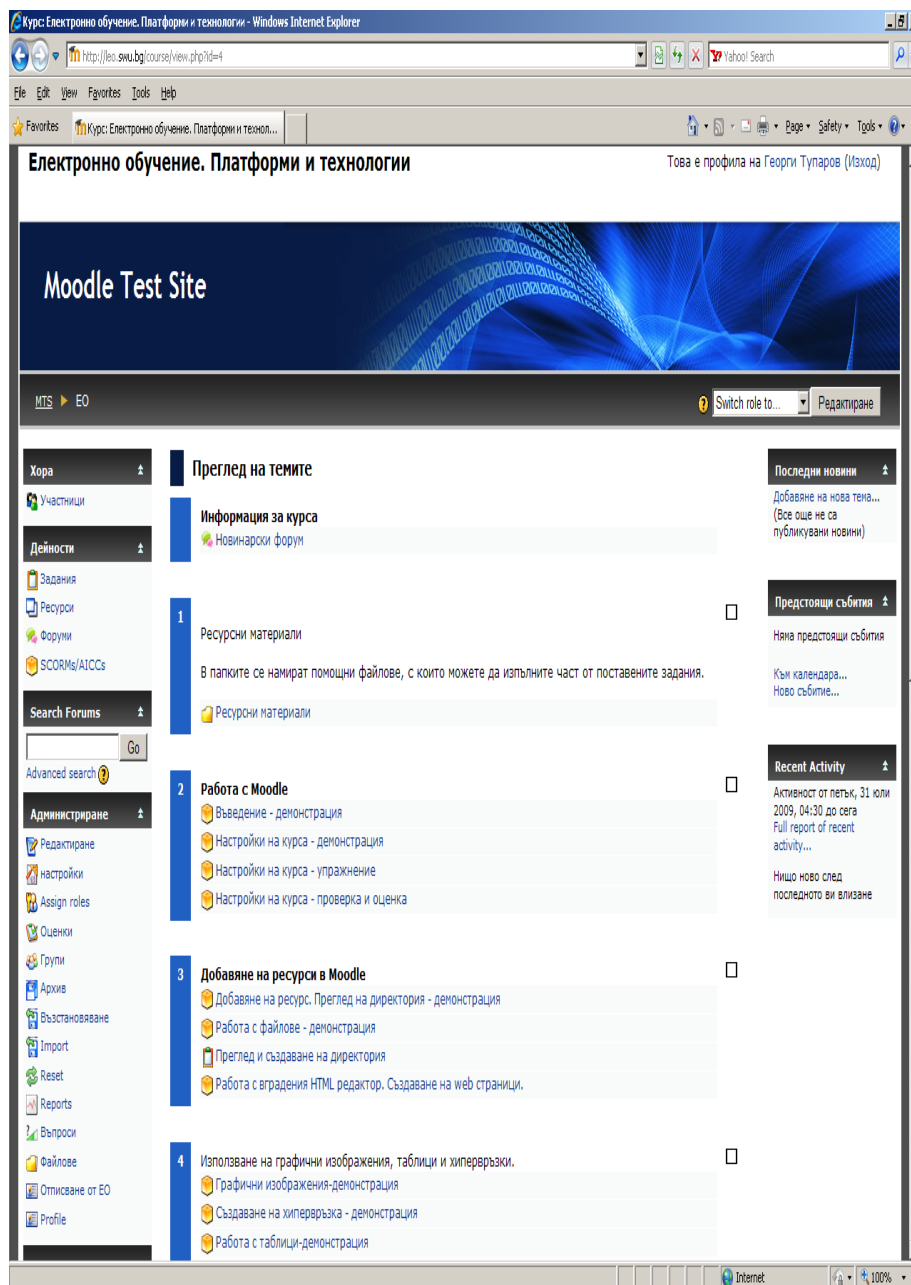 Курс: Електронно обучение. Платформи и технологии - Windows Internet Explorer
http://leo.swu.bg/course/view.php?id=4
Yahoo! Search
File Edit View Favorites Tools Help
Favorites
Курс: Електронно обучение. Платформи и технол...
Page Safety Tools
Електронно обучение. Платформи и технологии
Това е профила на Георги Тупаров (Изход)
Moodle Test Site
MTS ► EO
Switch role to...
Редактиране
Хора
Участници
Дейности
Задания
Ресурси
Форуми
SCORMs/AICCs
Search Forums
Go
Advanced search
Администриране
Редактиране
настройки
Assign roles
Оценки
Групи
Архив
Възстановяване
Import
Reset
Reports
Въпроси
Файлове
Отписване от ЕО
Profile
Преглед на темите
Информация за курса
Новинарски форум
1
Ресурсни материали
В папките се намират помощни файлове, с които можете да изпълните част от поставените задания.
Ресурсни материали
2 Работа с Moodle
Въведение - демонстрация
Настройки на курса - демонстрация
Настройки на курса - упражнение
Настройки на курса - проверка и оценка
3 Добавяне на ресурси в Moodle
Добавяне на ресурс. Преглед на директория - демонстрация
Работа с файлове - демонстрация
Преглед и създаване на директория
Работа с вградения HTML редактор. Създаване на web страници.
4 Използване на графични изображения, таблици и хипервръзки.
Графични изображения-демонстрация
Създаване на хипервръзка - демонстрация
Работа с таблици-демонстрация
Последни новини
Добавяне на нова тема...
(Все още не са
публикувани новини)
Предстоящи събития
Няма предстоящи събития
Към календара...
Ново събитие...
Recent Activity
Активност от петък, 31 юли
2009, 04:30 до сега
Full report of recent
activity...
Нищо ново след
последното ви влизане
Internet
100%